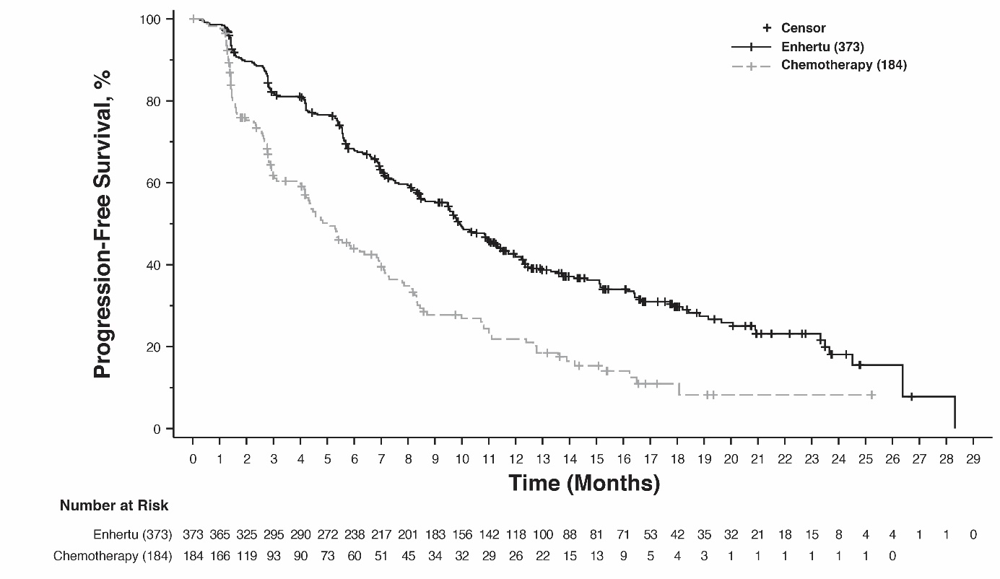 Censor
Enhertu (373)
Chemotherapy (184)
Progression-Free Survival, %
100
80
60
40
20
0
0 1 2 3 4 5 6 7 8 9 10 11 12 13 14 15 16 17 18 19 20 21 22 23 24 25 26 27 28 29
Time (Months)
Number at Risk
Enhertu (373) 373 365 325 295 290 272 238 217 201 183 156 142 118 100 88 81 71 53 42 35 32 21 18 15 8 4 4 1 1 0
Chemotherapy (184) 184 166 119 93 90 73 60 51 45 34 32 29 26 22 15 13 9 5 4 3 1 1 1 1 1 1 0